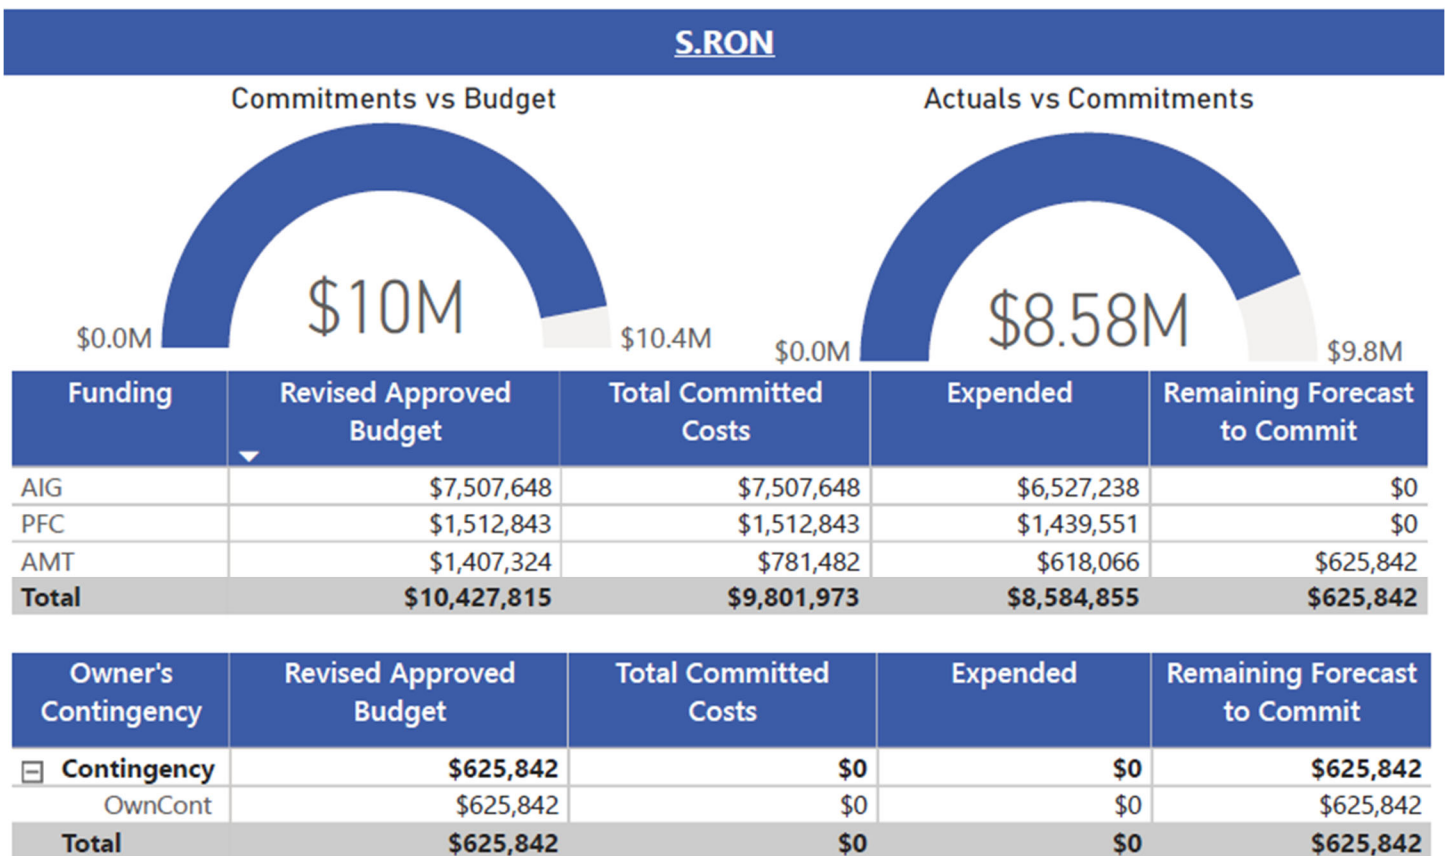 S.RON
Commitments vs Budget
Actuals vs Commitments
$10M
$0.0M
$10.4M
$8.58M
$0.0M
$9.8M
Funding Revised Approved Budget Total Committed Costs Expended Remaining Forecast to Commit
AIG $7,507,648 $7,507,648 $6,527,238 $0
PFC $1,512,843 $1,512,843 $1,439,551 $0
AMT $1,407,324 $781,482 $618,066 $625,842
Total $10,427,815 $9,801,973 $8,584,855 $625,842
Owner's Contingency Revised Approved Budget Total Committed Costs Expended Remaining Forecast to Commit
Contingency $625,842 $0 $0 $625,842
OwnCont $625,842 $0 $0 $625,842
Total $625,842 $0 $0 $625,842